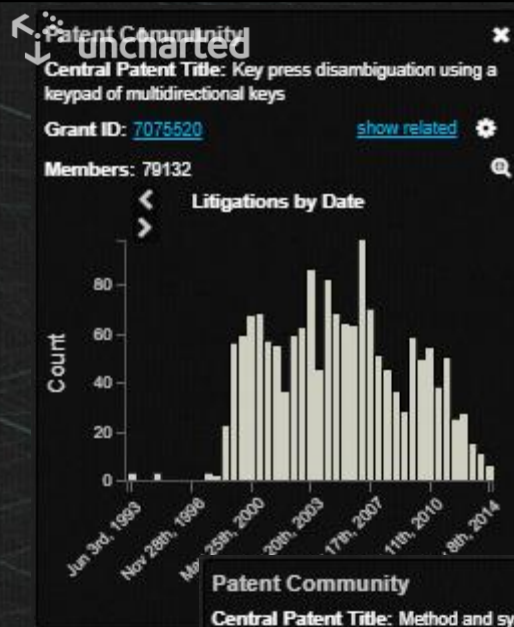 Patent Community
uncharted
Central Patent Title: Key press disambiguation using a
keypad of multidirectional keys
Grant ID: 7075520
show related
Members: 79132
Litigations by Date
Count
80
60
40
20
0
Jun 3rd, 1993
Nov 28th, 1996
25th, 2000
20th, 2003
17th, 2007
11th, 2010
8th, 2014
Patent Community
Central Patent Title: Method and sy